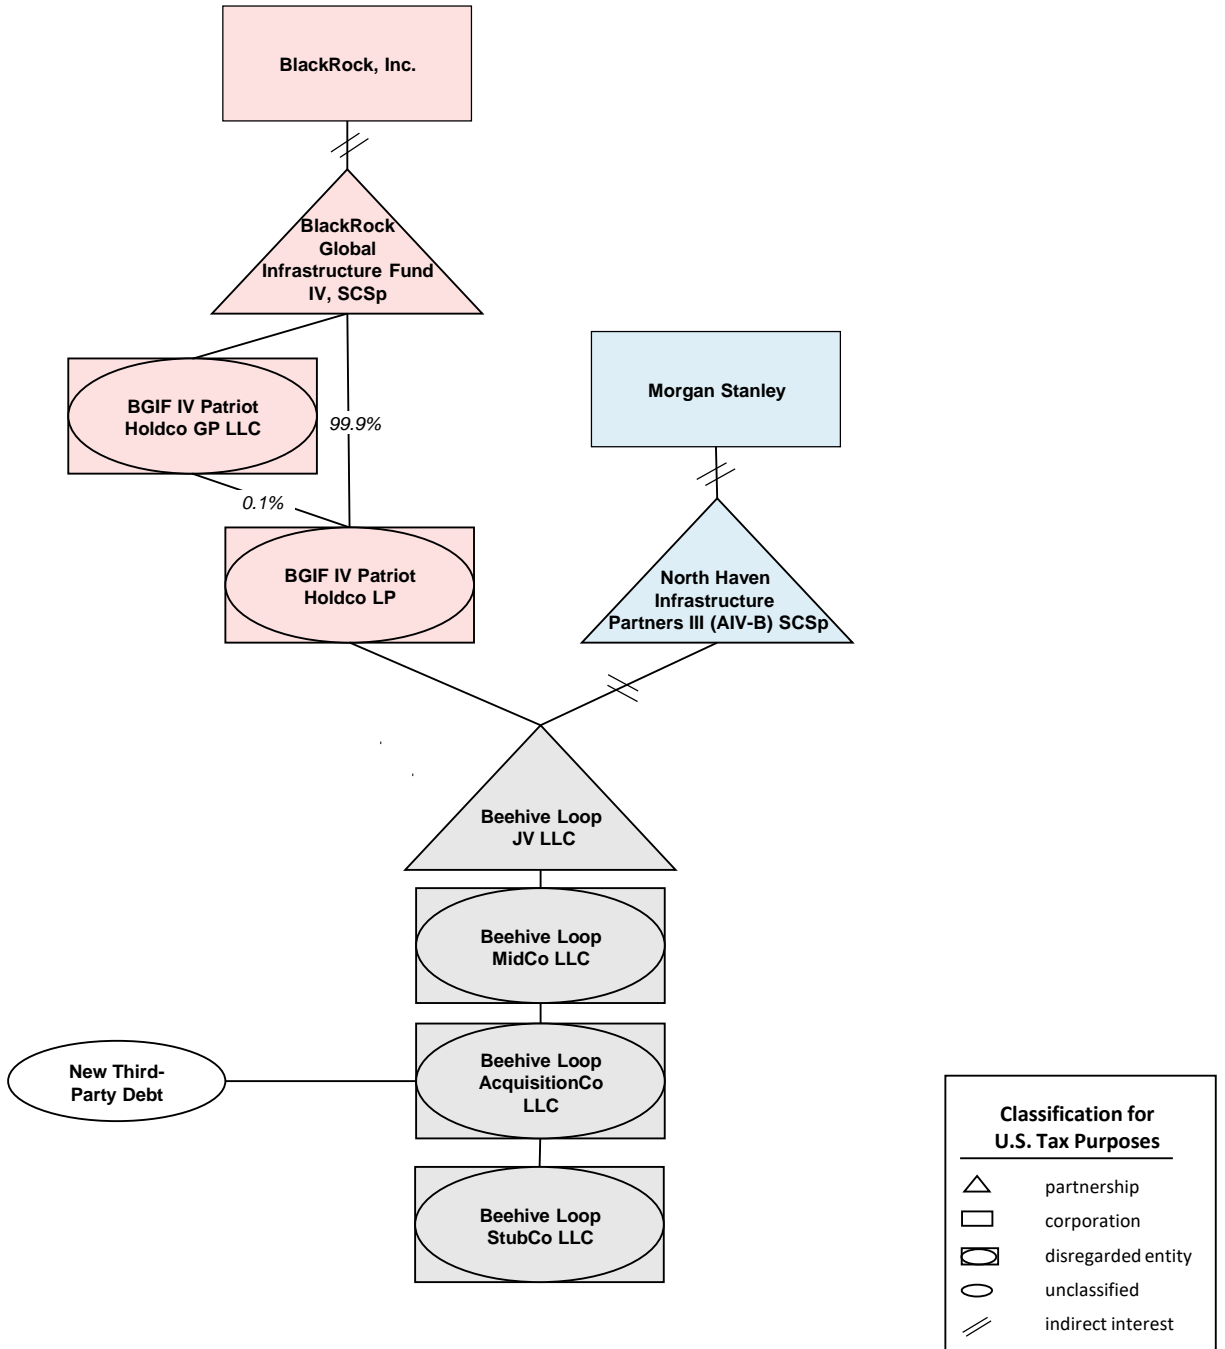 BlackRock, Inc.
BlackRock
Global
Infrastructure Fund
IV, SCSp
BGIF IV Patriot
Holdco GP LLC
99.9%
0.1%
BGIF IV Patriot
Holdco LP
Morgan Stanley
North Haven
Infrastructure
Partners III (AIV-B) SCSp
Beehive Loop
JV LLC
Beehive Loop
MidCo LLC
New Third-
Party Debt
Beehive Loop
AcquisitionCo
LLC
Beehive Loop
StubCo LLC
Classification for
U.S. Tax Purposes
partnership
corporation
disregarded entity
unclassified
indirect interest